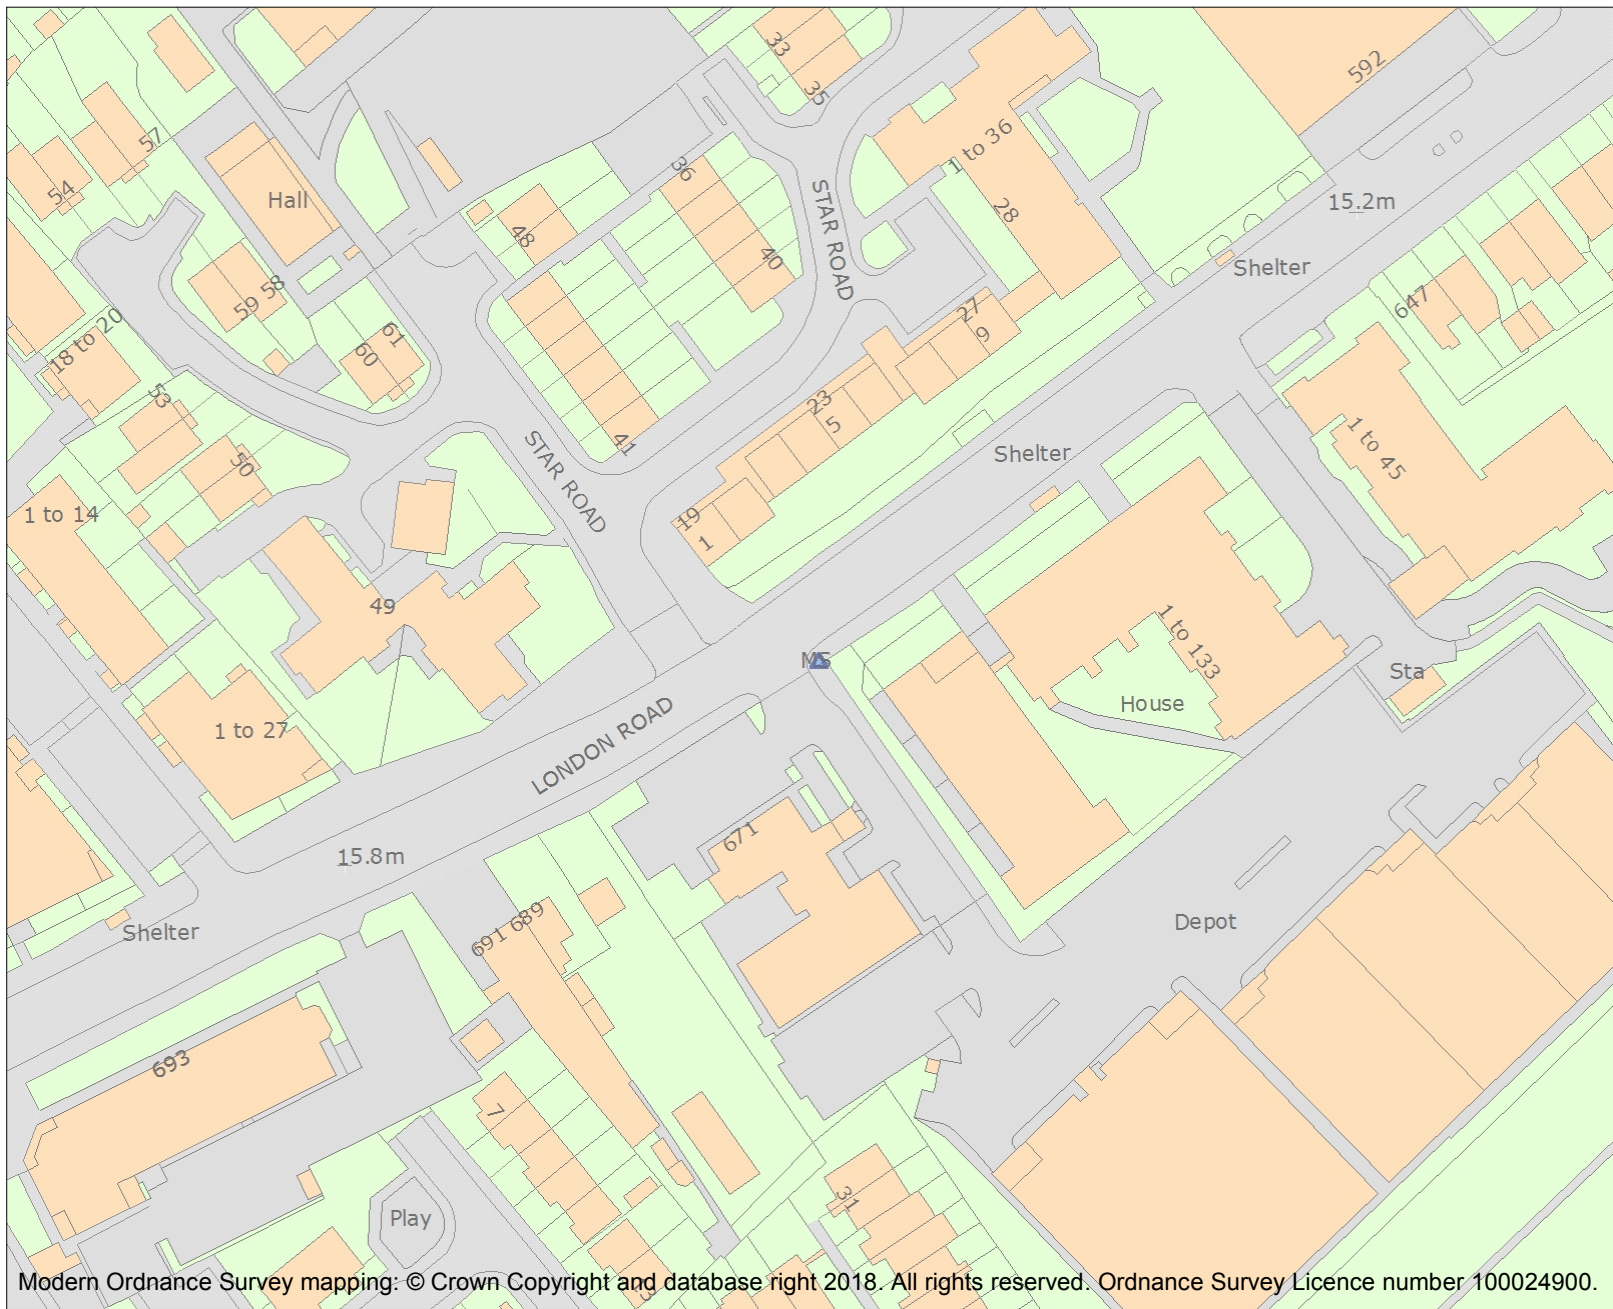 33
35
592
57
54
Hall
36
1 to 36
28
STAR ROAD
15.2m
48
40
Shelter
59 58
647
18 to 20
61
60
27
9
53
23
5
41
Shelter
1 to 45
50
STAR ROAD
1 to 14
19
1
49
1 to 133
MS
Sta
House
1 to 27
LONDON ROAD
671
15.8m
691 689
Depot
Shelter
693
7
31
Play
Modern Ordnance Survey mapping: © Crown Copyright and database right 2018. All rights reserved. Ordnance Survey Licence number 100024900.